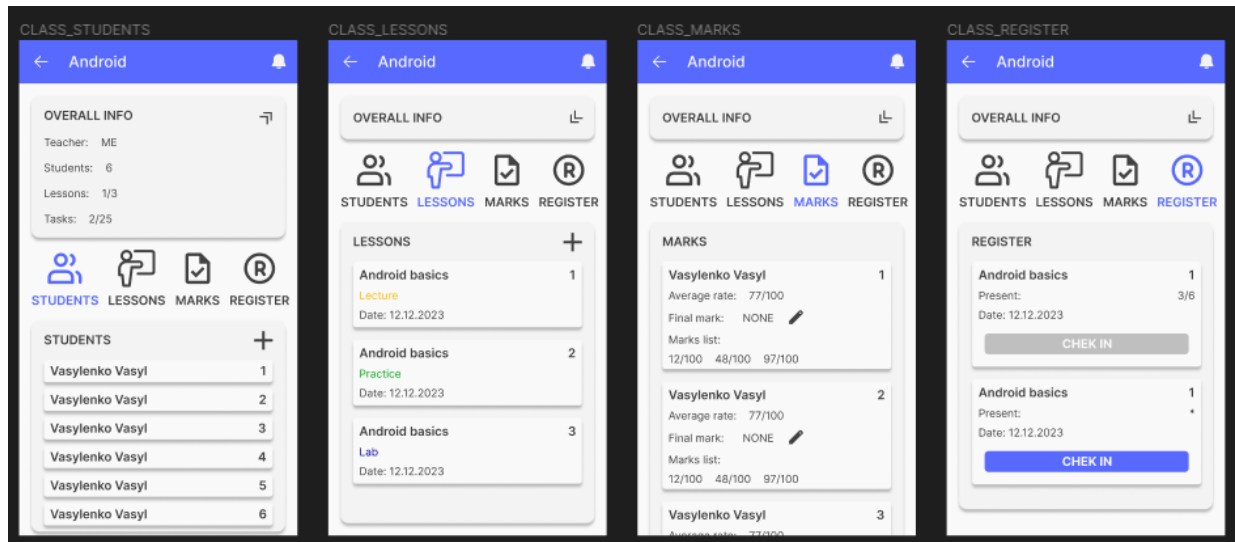 CLASS_STUDENTS
Android
OVERALL INFO
Teacher: ME
Students: 6
Lessons: 1/3
Tasks: 2/25
STUDENTS LESSONS MARKS REGISTER
STUDENTS
Vasylenko Vasyl 1
Vasylenko Vasyl 2
Vasylenko Vasyl 3
Vasylenko Vasyl 4
Vasylenko Vasyl 5
Vasylenko Vasyl 6
CLASS_LESSONS
Android
OVERALL INFO
STUDENTS LESSONS MARKS REGISTER
LESSONS
Android basics 1
Lecture
Date: 12.12.2023
Android basics 2
Practice
Date: 12.12.2023
Android basics 3
Lab
Date: 12.12.2023
CLASS_MARKS
Android
OVERALL INFO
STUDENTS LESSONS MARKS REGISTER
MARKS
Vasylenko Vasyl 1
Average rate: 77/100
Final mark: NONE
Marks list:
12/100 48/100 97/100
Vasylenko Vasyl 2
Average rate: 77/100
Final mark: NONE
Marks list:
12/100 48/100 97/100
Vasylenko Vasyl 3
Average rate: 77/100
CLASS_REGISTER
Android
OVERALL INFO
R
STUDENTS LESSONS MARKS REGISTER
REGISTER
Android basics 1
Present: 3/6
Date: 12.12.2023
CHEK IN
Android basics 1
Present: *
Date: 12.12.2023
CHEK IN